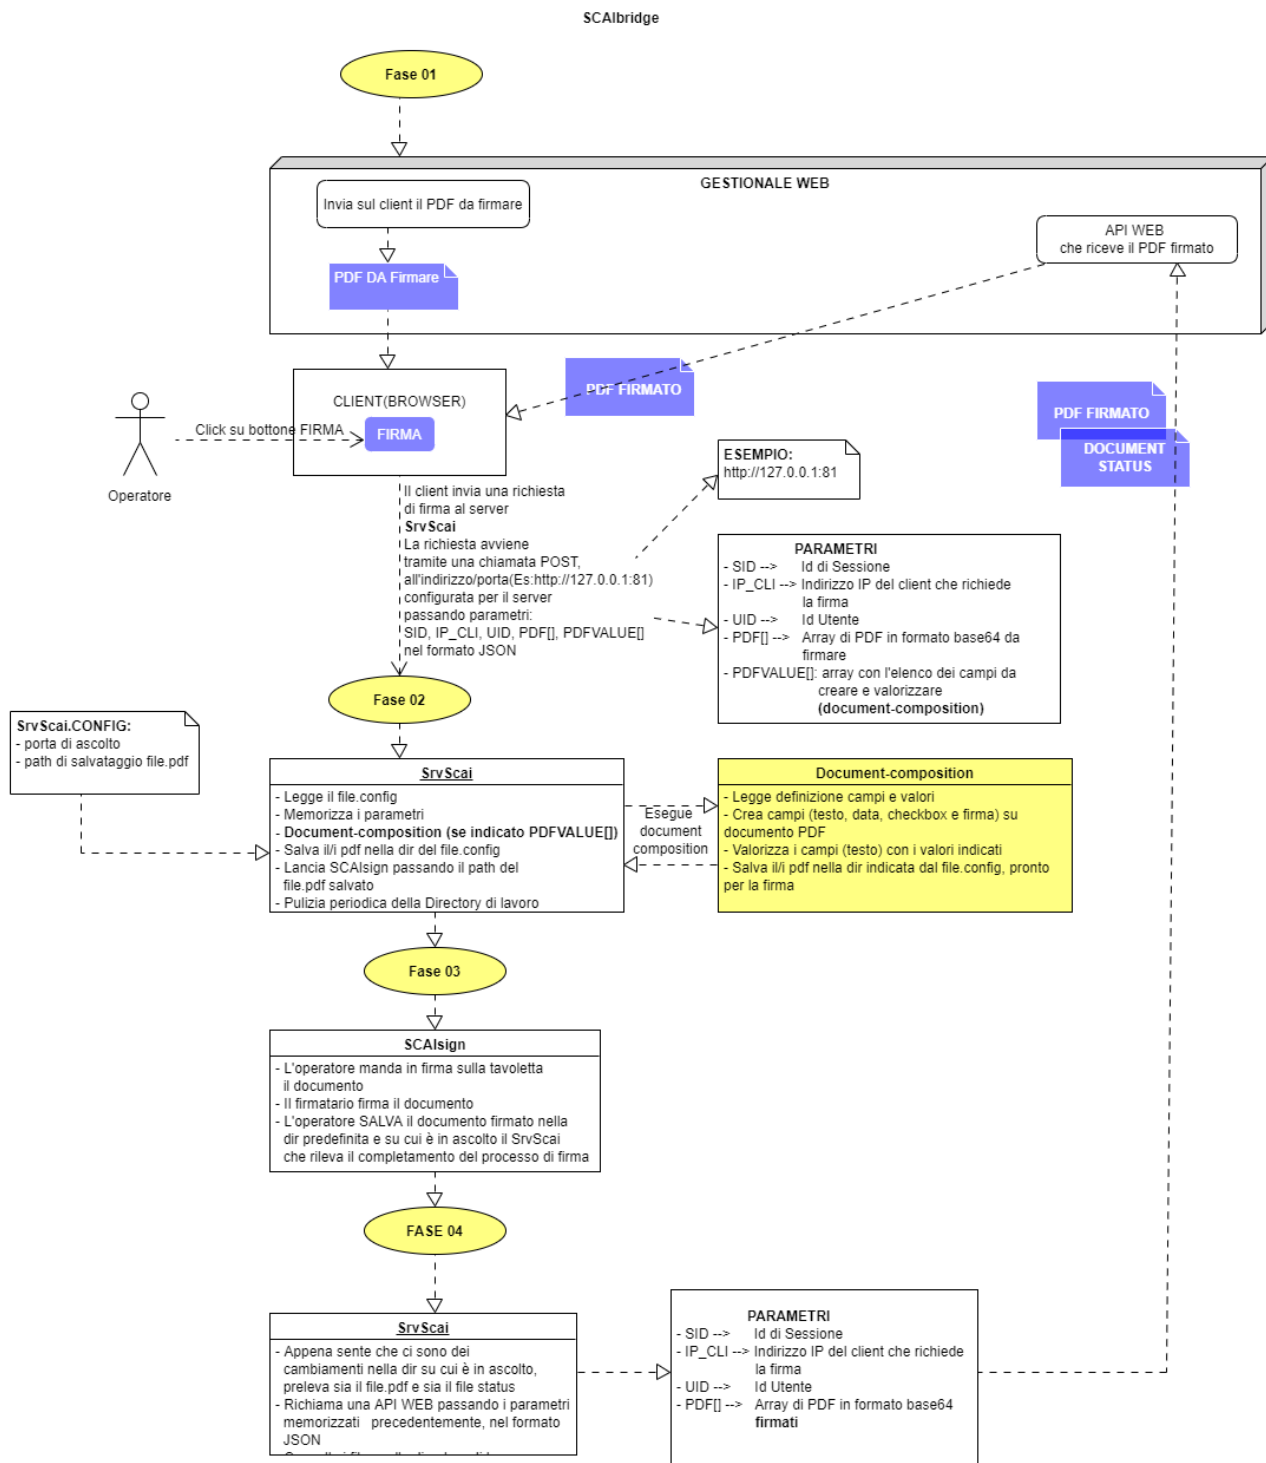 SCAIbridge
Fase 01
GESTIONALE WEB
Invia sul client il PDF da firmare
API WEB
che riceve il PDF firmato
PDF DA Firmare
CLIENT(BROWSER)
FIRMA
Click su bottone FIRMA
Operatore
PDF FIRMATO
PDF FIRMATO
DOCUMENT
STATUS
ESEMPIO:
http://127.0.0.1:81
Il client invia una richiesta
di firma al server
SrvScai
La richiesta avviene
tramite una chiamata POST,
all'indirizzo/porta(Es:http://127.0.0.1:81)
configurata per il server
passando parametri:
SID, IP_CLI, UID, PDF[], PDFVALUE[]
nel formato JSON
PARAMETRI
- SID --> Id di Sessione
- IP_CLI --> Indirizzo IP del client che richiede
la firma
- UID --> Id Utente
- PDF[] --> Array di PDF in formato base64 da
firmare
- PDFVALUE[]: array con l'elenco dei campi da
creare e valorizzare
(document-composition)
Fase 02
SrvScai.CONFIG:
- porta di ascolto
- path di salvataggio file.pdf
SrvScai
- Legge il file.config
- Memorizza i parametri
- Document-composition (se indicato PDFVALUE[])
- Salva il/i pdf nella dir del file.config
- Lancia SCAIsign passando il path del
file.pdf salvato
- Pulizia periodica della Directory di lavoro
Esegue
document
composition
Document-composition
- Legge definizione campi e valori
- Crea campi (testo, data, checkbox e firma) su
documento PDF
- Valorizza i campi (testo) con i valori indicati
- Salva il/i pdf nella dir indicata dal file.config, pronto
per la firma
Fase 03
SCAIsign
- L'operatore manda in firma sulla tavoletta
il documento
- Il firmatario firma il documento
- L'operatore SALVA il documento firmato nella
dir predefinita e su cui è in ascolto il SrvScai
che rileva il completamento del processo di firma
FASE 04
SrvScai
- Appena sente che ci sono dei
cambiamenti nella dir su cui è in ascolto,
preleva sia il file.pdf e sia il file status
- Richiama una API WEB passando i parametri
memorizzati precedentemente, nel formato
JSON
PARAMETRI
- SID --> Id di Sessione
- IP_CLI --> Indirizzo IP del client che richiede
la firma
- UID --> Id Utente
- PDF[] --> Array di PDF in formato base64
firmati